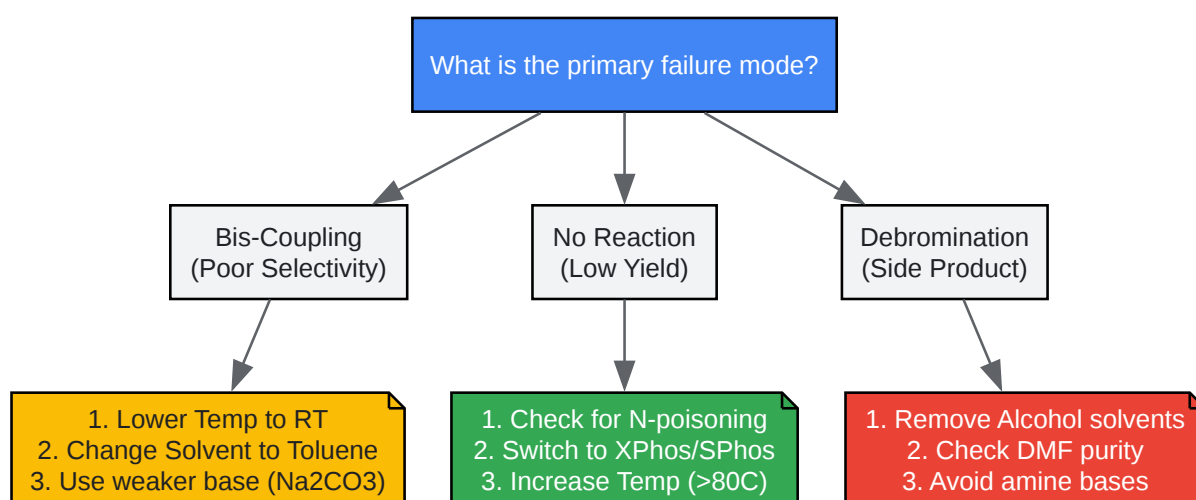 What is the primary failure mode?
Bis-Coupling
(Poor Selectivity)
No Reaction
(Low Yield)
Debromination
(Side Product)
1. Lower Temp to RT
2. Change Solvent to Toluene
3. Use weaker base (Na2CO3)
1. Check for N-poisoning
2. Switch to XPhos/SPhos
3. Increase Temp (>80C)
1. Remove Alcohol solvents
2. Check DMF purity
3. Avoid amine bases